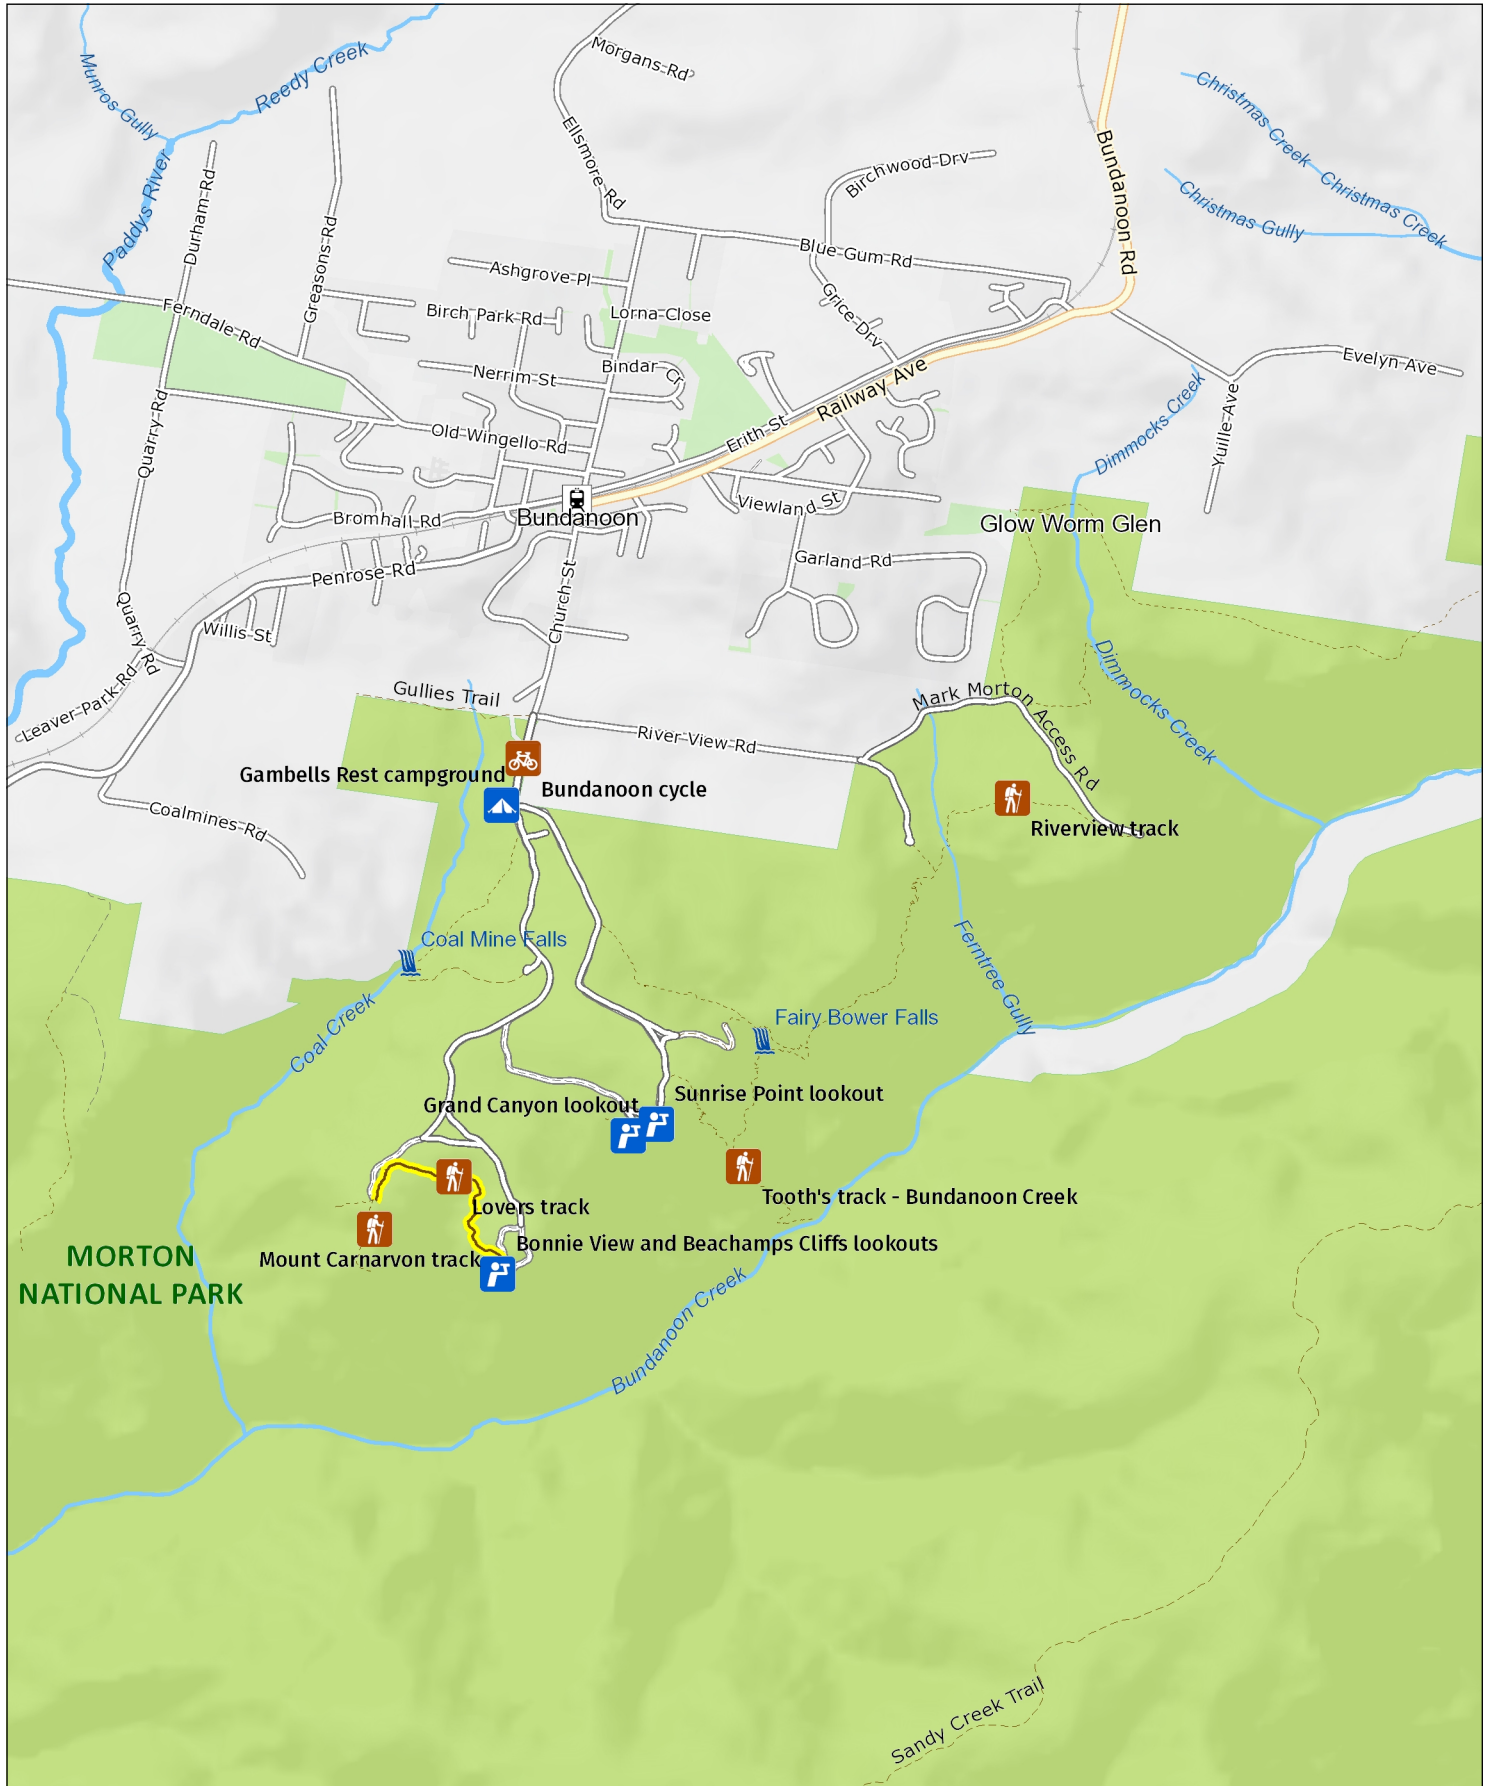 Morgans Rd
Munros Gully
Reedy Creek
Christmas Creek
Ellsmore Rd
Bundanoon Rd
Birchwood Drv
Paddys River
Durham Rd
Christmas Creek
Christmas Gully
Greasons Rd
Blue Gum Rd
Ashgrove Pl
Ferndale Rd
Birch Park Rd
Lorna Close
Grice Drv
Evelyn Ave
Nerrim St
Bindar Cr
Railway Ave
Dimmocks Creek
Yuille Ave
Quarry Rd
Old Wingello Rd
Erith St
Viewland St
Bromhall Rd
Bundanoon
Glow Worm Glen
Garland Rd
Penrose Rd
Church St
Quarry Rd
Willis St
Leaver Park Rd
Gullies Trail
Dimmocks Creek
Mark Morton Access Rd
River View Rd
Gambells Rest campground
Bundanoon cycle
Coalmines Rd
Riverview track
Coal Mine Falls
Ferntree Gully
Coal Creek
Fairy Bower Falls
Sunrise Point lookout
Grand Canyon lookout
Tooth's track - Bundanoon Creek
Lovers track
Bonnie View and Beachamps Cliffs lookouts
Mount Carnarvon track
MORTON
NATIONAL PARK
Bundanoon Creek
Sandy Creek Trail